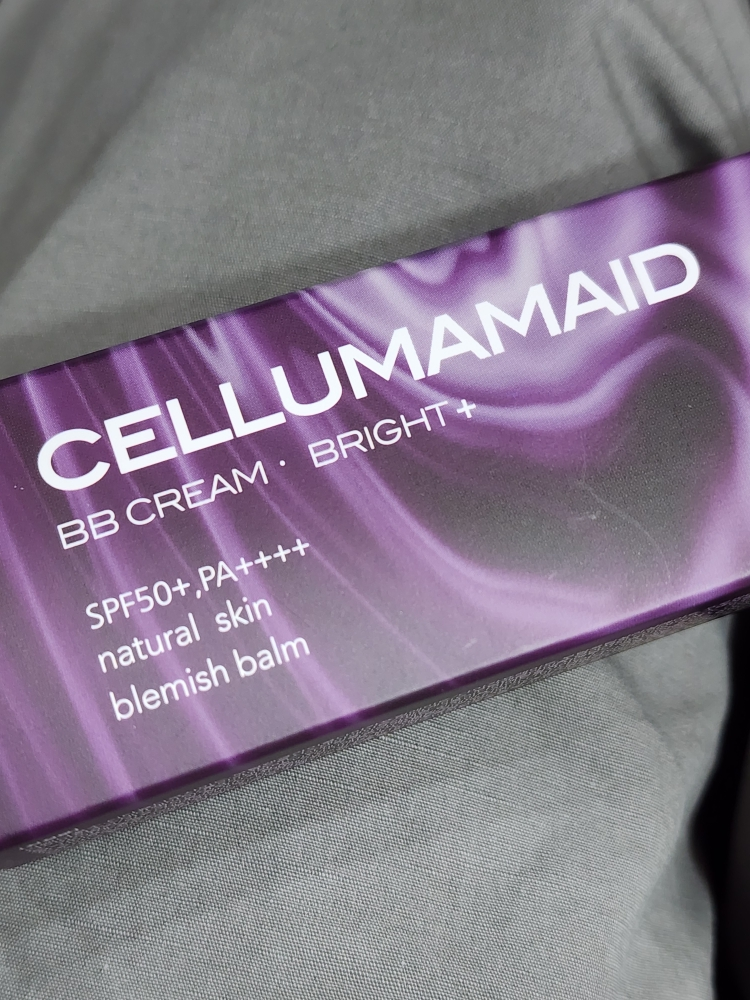 CELLUMAMAID
BB CREAM · BRIGHT+
SPF50+,PA++++
natural skin
blemish balm